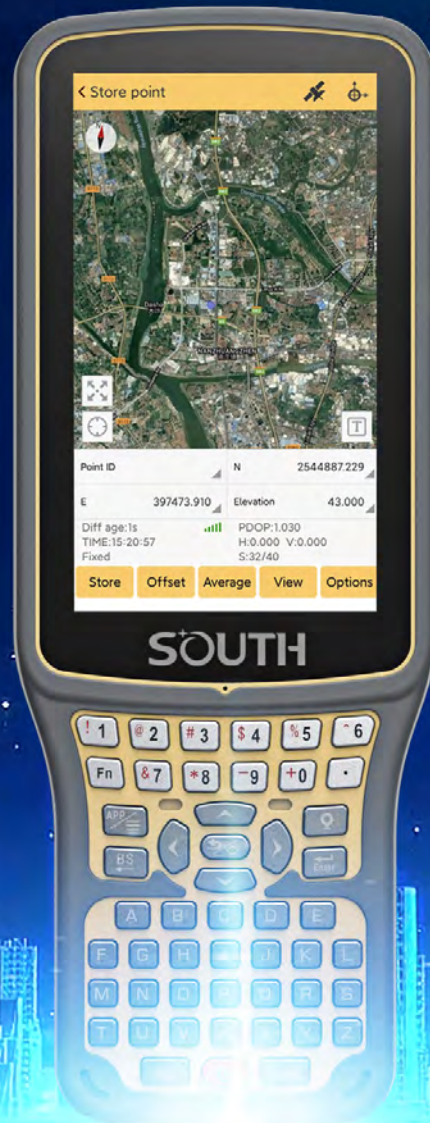 Store point
Point ID
N 2544887.229
E 397473.910
Elevation 43.000
Diff age:1s
PDOP:1.030
TIME:15:20:57
H:0.000 V:0.000
Fixed
S:32/40
Store Offset Average View Options
SOUTH
! 1 @ 2 # 3 $ 4 % 5 ^ 6
Fn & 7 * 8 - 9 + 0 .
APP
BS
Enter
A B C D E
F G H J K L
M N O P Q R S
T U V Y Z